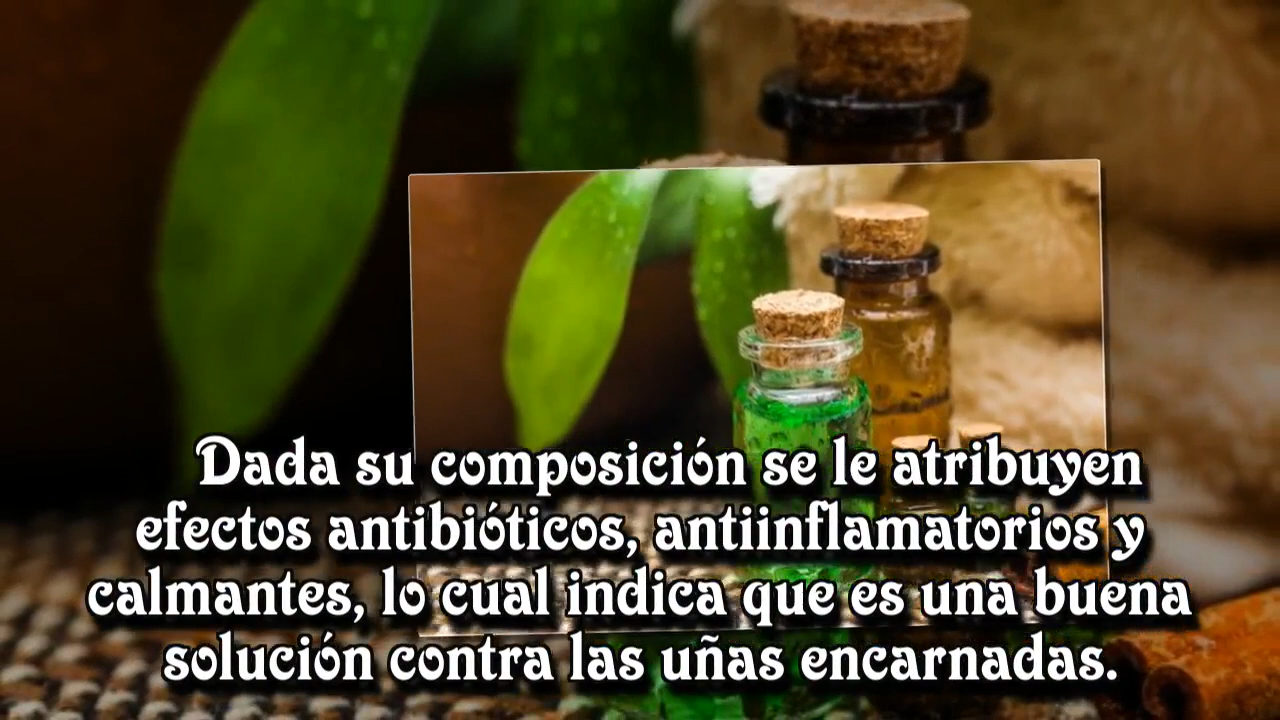 Dada su composición se le atribuyen
efectos antibióticos, antiinflamatorios y
calmantes, lo cual indica que es una buena
solución contra las uñas encarnadas.